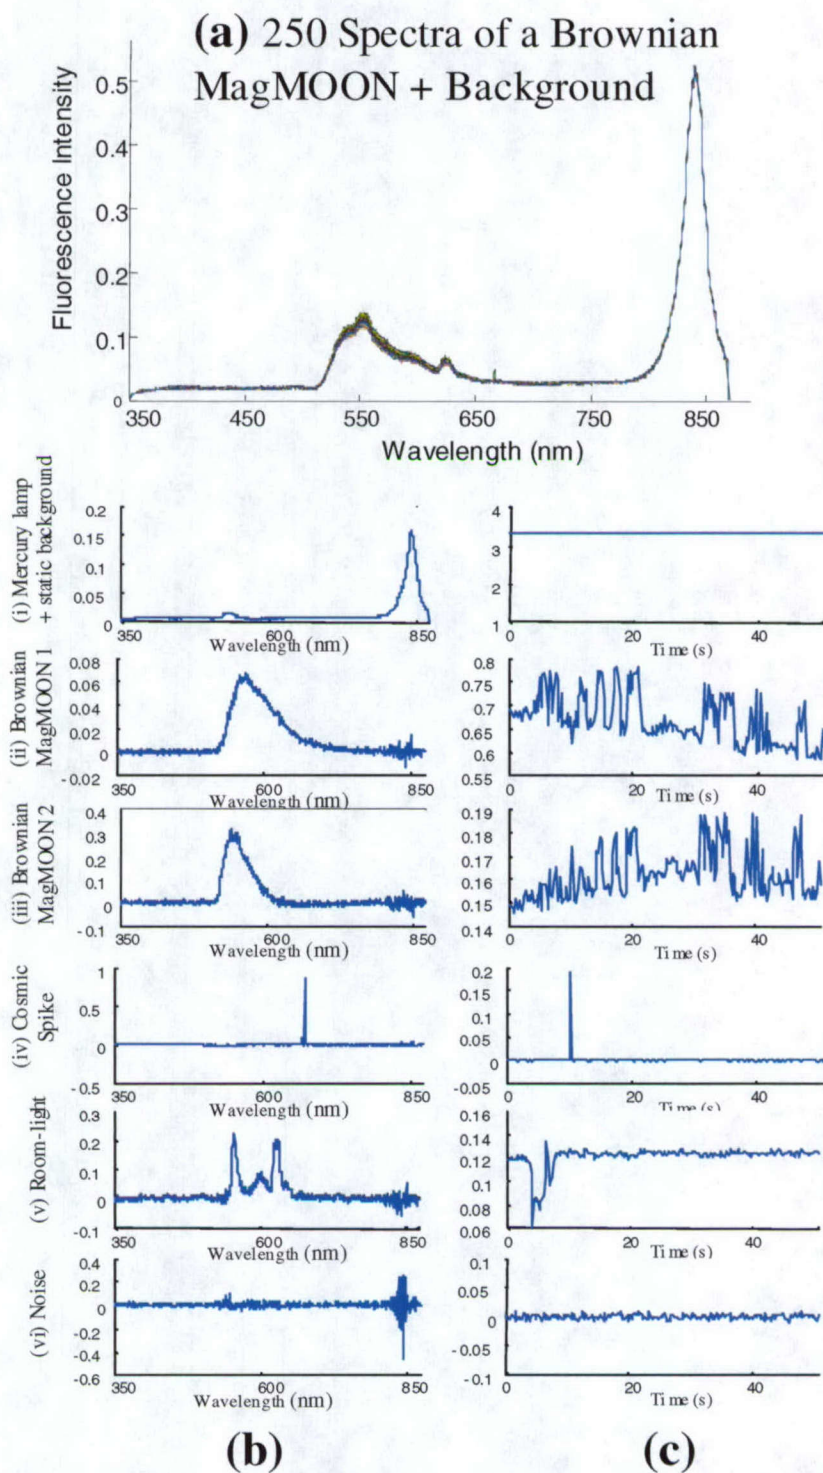 (a) 250 Spectra of a Brownian
MagMOON + Background
Fluorescence Intensity
0.5
0.4
0.3
0.2
0.1
0
350 450 550 650 750 850
Wavelength (nm)
(i) Mercury lamp
+ static background
0.2
0.15
0.1
0.05
0
350 600 850
Wavelength (nm)
4
3
2
1
0 20 40
Time (s)
(ii) Brownian
MagMOON 1
0.08
0.06
0.04
0.02
0
-0.02
350 600 850
Wavelength (nm)
0.8
0.75
0.7
0.65
0.6
0.55
0 20 40
Time (s)
(iii) Brownian
MagMOON 2
0.4
0.3
0.2
0.1
0
-0.1
350 600 850
Wavelength (nm)
0.19
0.18
0.17
0.16
0.15
0.14
0 20 40
Time (s)
(iv) Cosmic
Spike
1
0.5
0
-0.5
350 600 850
Wavelength (nm)
0.2
0.15
0.1
0.05
0
-0.05
0 20 40
Time (s)
(v) Room-light
0.3
0.2
0.1
0
-0.1
350 600 850
Wavelength (nm)
0.16
0.14
0.12
0.1
0.08
0.06
0 20 40
Time (s)
(vi) Noise
0.4
0.2
0
-0.2
-0.4
-0.6
350 600 850
Wavelength (nm)
0.1
0.05
0
-0.05
-0.1
0 20 40
Time (s)
(b) (c)